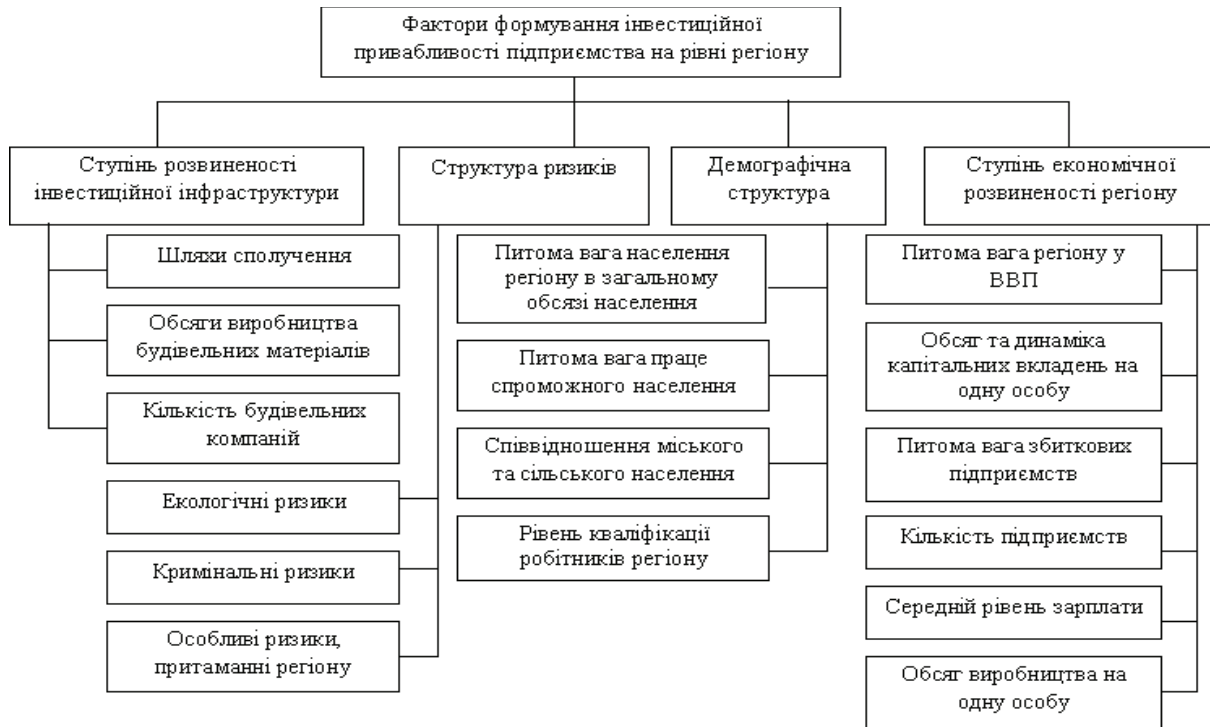 Фактори формування інвестиційної
привабливості підприємства на рівні регіону
Ступінь розвиненості
інвестиційної інфраструктури
Структура ризиків
Демографічна
структура
Ступінь економічної
розвиненості регіону
Шляхи сполучення
Обсяги виробництва
будівельних матеріалів
Кількість будівельних
компаній
Екологічні ризики
Кримінальні ризики
Особливі ризики,
притаманні регіону
Питома вага населення
регіону в загальному
обсязі населення
Питома вага праце
спроможного населення
Співвідношення міського
та сільського населення
Рівень кваліфікації
робітників регіону
Питома вага регіону у
ВВП
Обсяг та динаміка
капітальних вкладень на
одну особу
Питома вага збиткових
підприємств
Кількість підприємств
Середній рівень зарплати
Обсяг виробництва на
одну особу